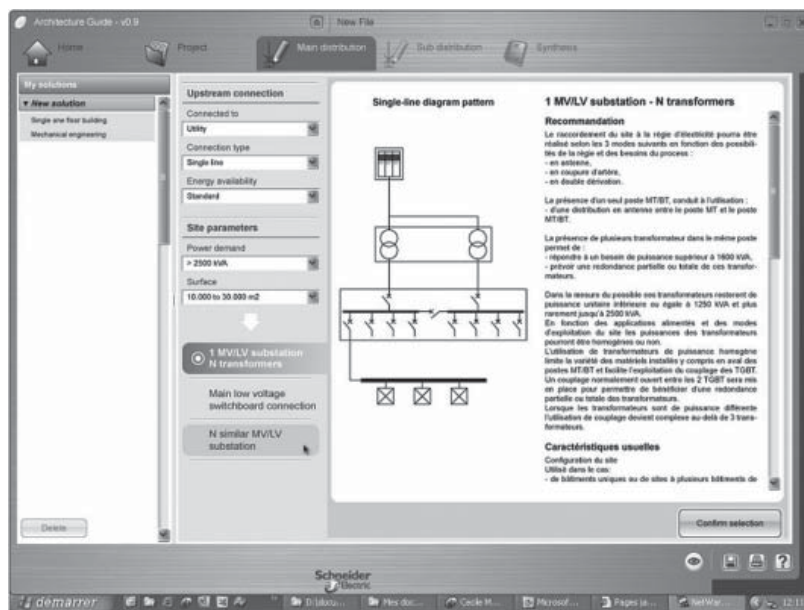 Architecture Guide - v0.9
New File
Home
Project
Main distribution
Sub distribution
Synthesis
My solutions
New solution
Single one floor building
Mechanical engineering
Delete
Upstream connection
Connected to
Utility
Connection type
Single line
Energy availability
Standard
Site parameters
Power demand
> 2500 kVA
Surface
10.000 to 30.000 m2
1 MV/LV substation
N transformers
Main low voltage
switchboard connection
N similar MV/LV
substation
Single-line diagram pattern
1 MV/LV substation - N transformers
Recommandation
Le raccordement du site à la régie d'électricité pourra être
réalisé selon les 3 modes suivants en fonction des possibili-
tés de la régie et des besoins du process :
- en antenne,
- en coupure d'artère,
- en double dérivation.
La présence d'un seul poste MT/BT, conduit à l'utilisation :
- d'une distribution en antenne entre le poste MT et le poste
MT/BT.
La présence de plusieurs transformateur dans le même poste
permet de :
- répondre à un besoin de puissance supérieur à 1600 kVA,
- prévoir une redondance partielle ou totale de ces transfor-
mateurs.
Dans la mesure du possible ces transformateurs resteront de
puissance unitaire inférieure ou égale à 1250 kVA et plus
rarement jusqu'à 2500 kVA.
En fonction des applications alimentés et des modes
d'exploitation du site les puissances des transformateurs
pourront être homogènes ou non.
L'utilisation de transformateurs de puissance homogène
limite la variété des matériels installés y compris en aval des
postes MT/BT et facilite l'exploitation du couplage des TGBT.
Un couplage normalement ouvert entre les 2 TGBT sera mis
en place pour permettre de bénéficier d'une redondance
partielle ou totale des transformateurs.
Lorsque les transformateurs sont de puissance différente
l'utilisation de couplage devient complexe au-delà de 3 trans-
formateurs.
Caractéristiques usuelles
Configuration du site
Utilisé dans le cas:
- de bâtiments uniques ou de sites à plusieurs bâtiments de
Confirm selection
Schneider
Electric
démarrer
Mes doc...
Cecile M...
Microsof...
NetWar...